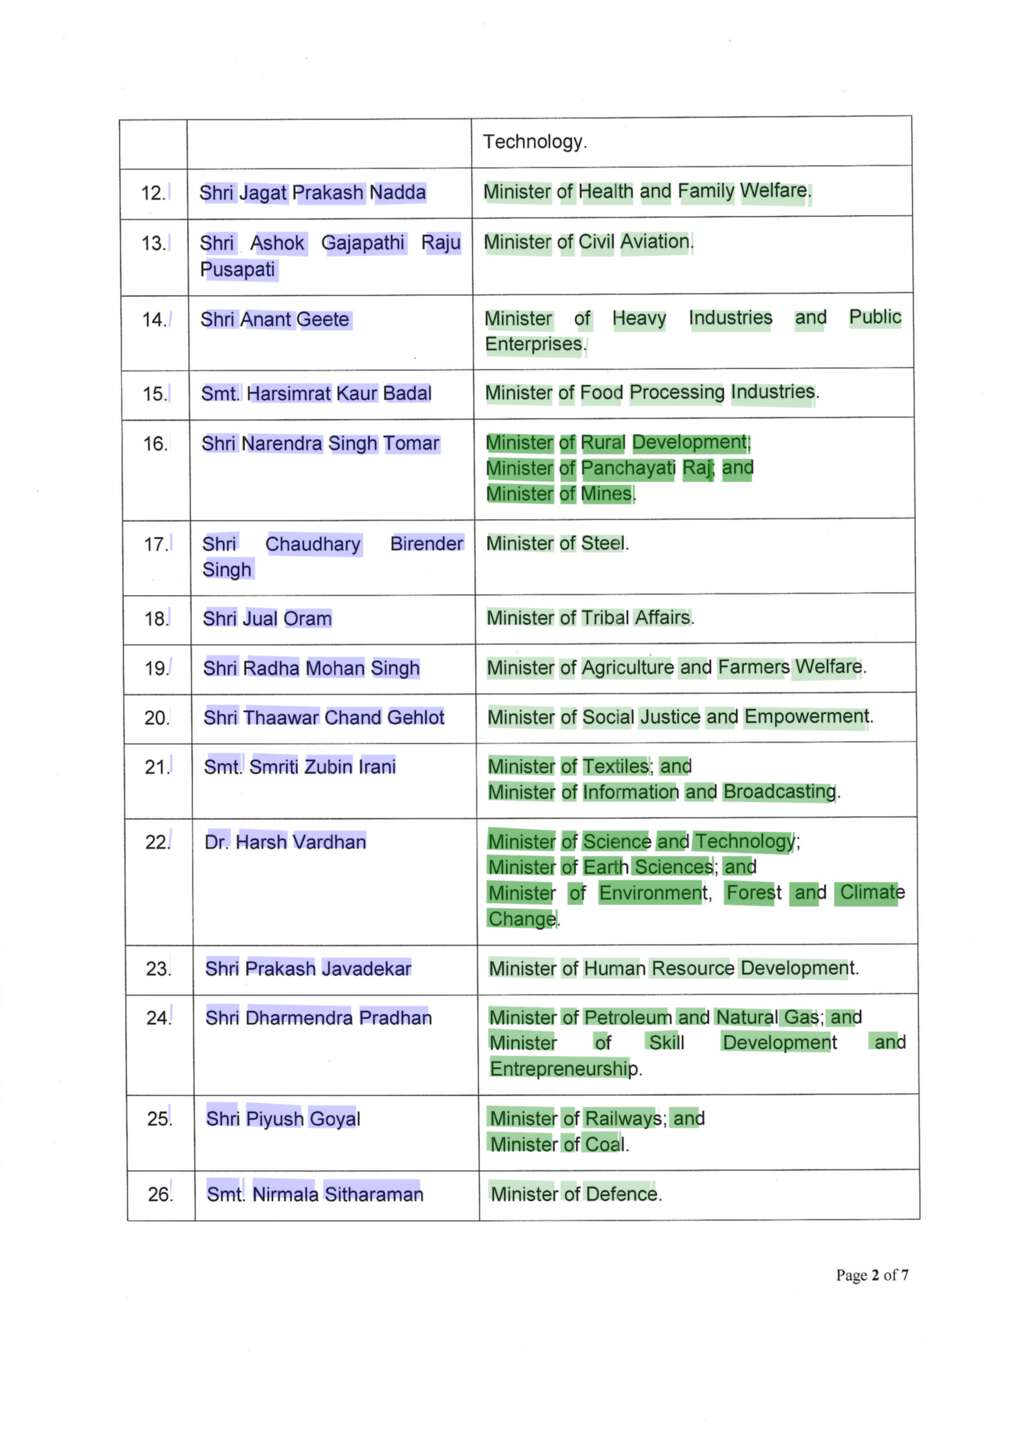 Technology.
12. Shri Jagat Prakash Nadda Minister of Health and Family Welfare.
13. Shri Ashok Gajapathi Raju Minister of Civil Aviation.
Pusapati
14. Shri Anant Geete Minister of Heavy Industries and Public
Enterprises.
15. Smt. Harsimrat Kaur Badal Minister of Food Processing Industries.
16. Shri Narendra Singh Tomar Minister of Rural Development;
Minister of Panchayati Raj; and
Minister of Mines.
17. Shri Chaudhary Birender Minister of Steel.
Singh
18. Shri Jual Oram Minister of Tribal Affairs.
19. Shri Radha Mohan Singh Minister of Agriculture and Farmers Welfare.
20. Shri Thaawar Chand Gehlot Minister of Social Justice and Empowerment.
21. Smt. Smriti Zubin Irani Minister of Textiles; and
Minister of Information and Broadcasting.
22. Dr. Harsh Vardhan Minister of Science and Technology;
Minister of Earth Sciences; and
Minister of Environment, Forest and Climate
Change.
23. Shri Prakash Javadekar Minister of Human Resource Development.
24. Shri Dharmendra Pradhan Minister of Petroleum and Natural Gas; and
Minister of Skill Development and
Entrepreneurship.
25. Shri Piyush Goyal Minister of Railways; and
Minister of Coal.
26. Smt. Nirmala Sitharaman Minister of Defence.
Page 2 of 7